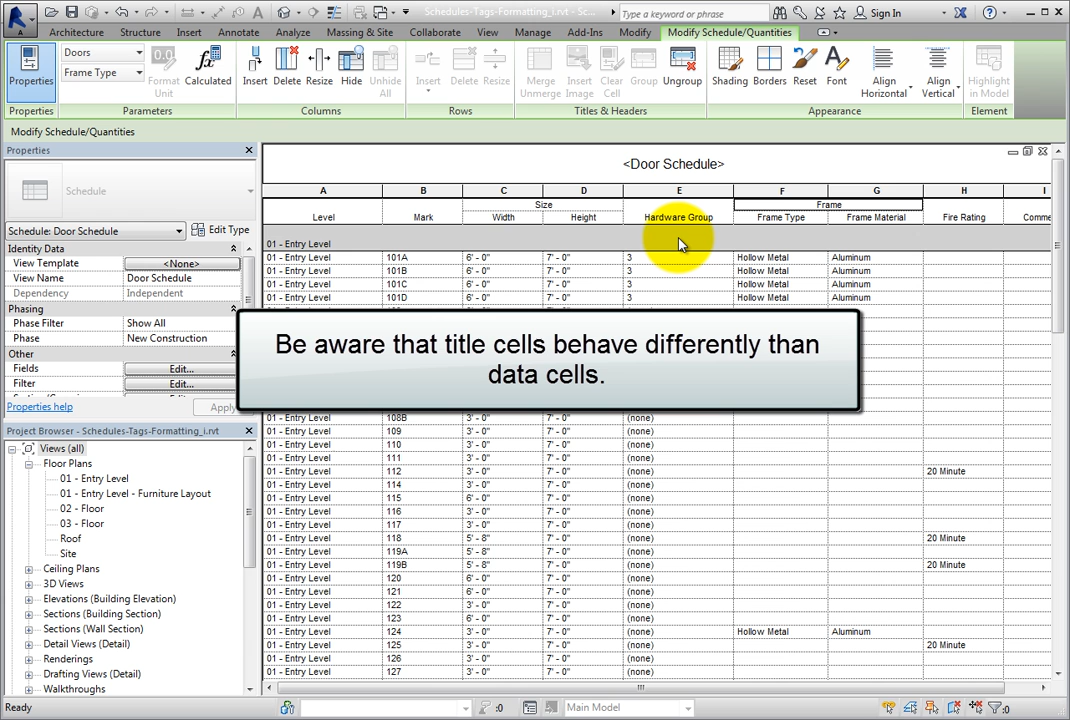 Schedules-Tags-Formatting_i.rvt
Type a keyword or phrase
Sign In
Architecture Structure Insert Annotate Analyze Massing & Site Collaborate View Manage Add-Ins Modify Modify Schedule/Quantities
Properties
Doors
Frame Type
Format Unit
Calculated
Insert
Delete
Resize
Hide
Unhide All
Insert
Delete
Resize
Merge Unmerge
Insert Image
Clear Cell
Group
Ungroup
Shading
Borders
Reset
Font
Align Horizontal
Align Vertical
Highlight in Model
Properties Parameters Columns Rows Titles & Headers Appearance Element
Modify Schedule/Quantities
Properties
Schedule
Schedule: Door Schedule
Edit Type
Identity Data
View Template <None>
View Name Door Schedule
Dependency Independent
Phasing
Phase Filter Show All
Phase New Construction
Other
Fields Edit...
Filter Edit...
Properties help
Apply
Project Browser - Schedules-Tags-Formatting_i.rvt
Views (all)
Floor Plans
01 - Entry Level
01 - Entry Level - Furniture Layout
02 - Floor
03 - Floor
Roof
Site
Ceiling Plans
3D Views
Elevations (Building Elevation)
Sections (Building Section)
Sections (Wall Section)
Detail Views (Detail)
Renderings
Drafting Views (Detail)
Walkthroughs
<Door Schedule>
A B C D E F G H I
Size Frame
Level Mark Width Height Hardware Group Frame Type Frame Material Fire Rating Comme
01 - Entry Level
01 - Entry Level 101A 6' - 0" 7' - 0" 3 Hollow Metal Aluminum
01 - Entry Level 101B 6' - 0" 7' - 0" 3 Hollow Metal Aluminum
01 - Entry Level 101C 6' - 0" 7' - 0" 3 Hollow Metal Aluminum
01 - Entry Level 101D 6' - 0" 7' - 0" 3 Hollow Metal Aluminum
Be aware that title cells behave differently than
data cells.
01 - Entry Level 108B 3' - 0" 7' - 0" (none)
01 - Entry Level 109 3' - 0" 7' - 0" (none)
01 - Entry Level 110 3' - 0" 7' - 0" (none)
01 - Entry Level 111 3' - 0" 7' - 0" (none)
01 - Entry Level 112 3' - 0" 7' - 0" (none) 20 Minute
01 - Entry Level 114 3' - 0" 7' - 0" (none)
01 - Entry Level 115 6' - 0" 7' - 0" (none)
01 - Entry Level 116 3' - 0" 7' - 0" (none)
01 - Entry Level 117 3' - 0" 7' - 0" (none)
01 - Entry Level 118 5' - 8" 7' - 0" (none) 20 Minute
01 - Entry Level 119A 5' - 8" 7' - 0" (none)
01 - Entry Level 119B 5' - 8" 7' - 0" (none) 20 Minute
01 - Entry Level 120 6' - 0" 7' - 0" (none)
01 - Entry Level 121 6' - 0" 7' - 0" (none)
01 - Entry Level 122 3' - 0" 7' - 0" (none)
01 - Entry Level 123 6' - 0" 7' - 0" (none)
01 - Entry Level 124 3' - 0" 7' - 0" (none) Hollow Metal Aluminum
01 - Entry Level 125 3' - 0" 7' - 0" (none) 20 Minute
01 - Entry Level 126 3' - 0" 7' - 0" (none)
01 - Entry Level 127 3' - 0" 7' - 0" (none)
Ready
:0
Main Model
:0